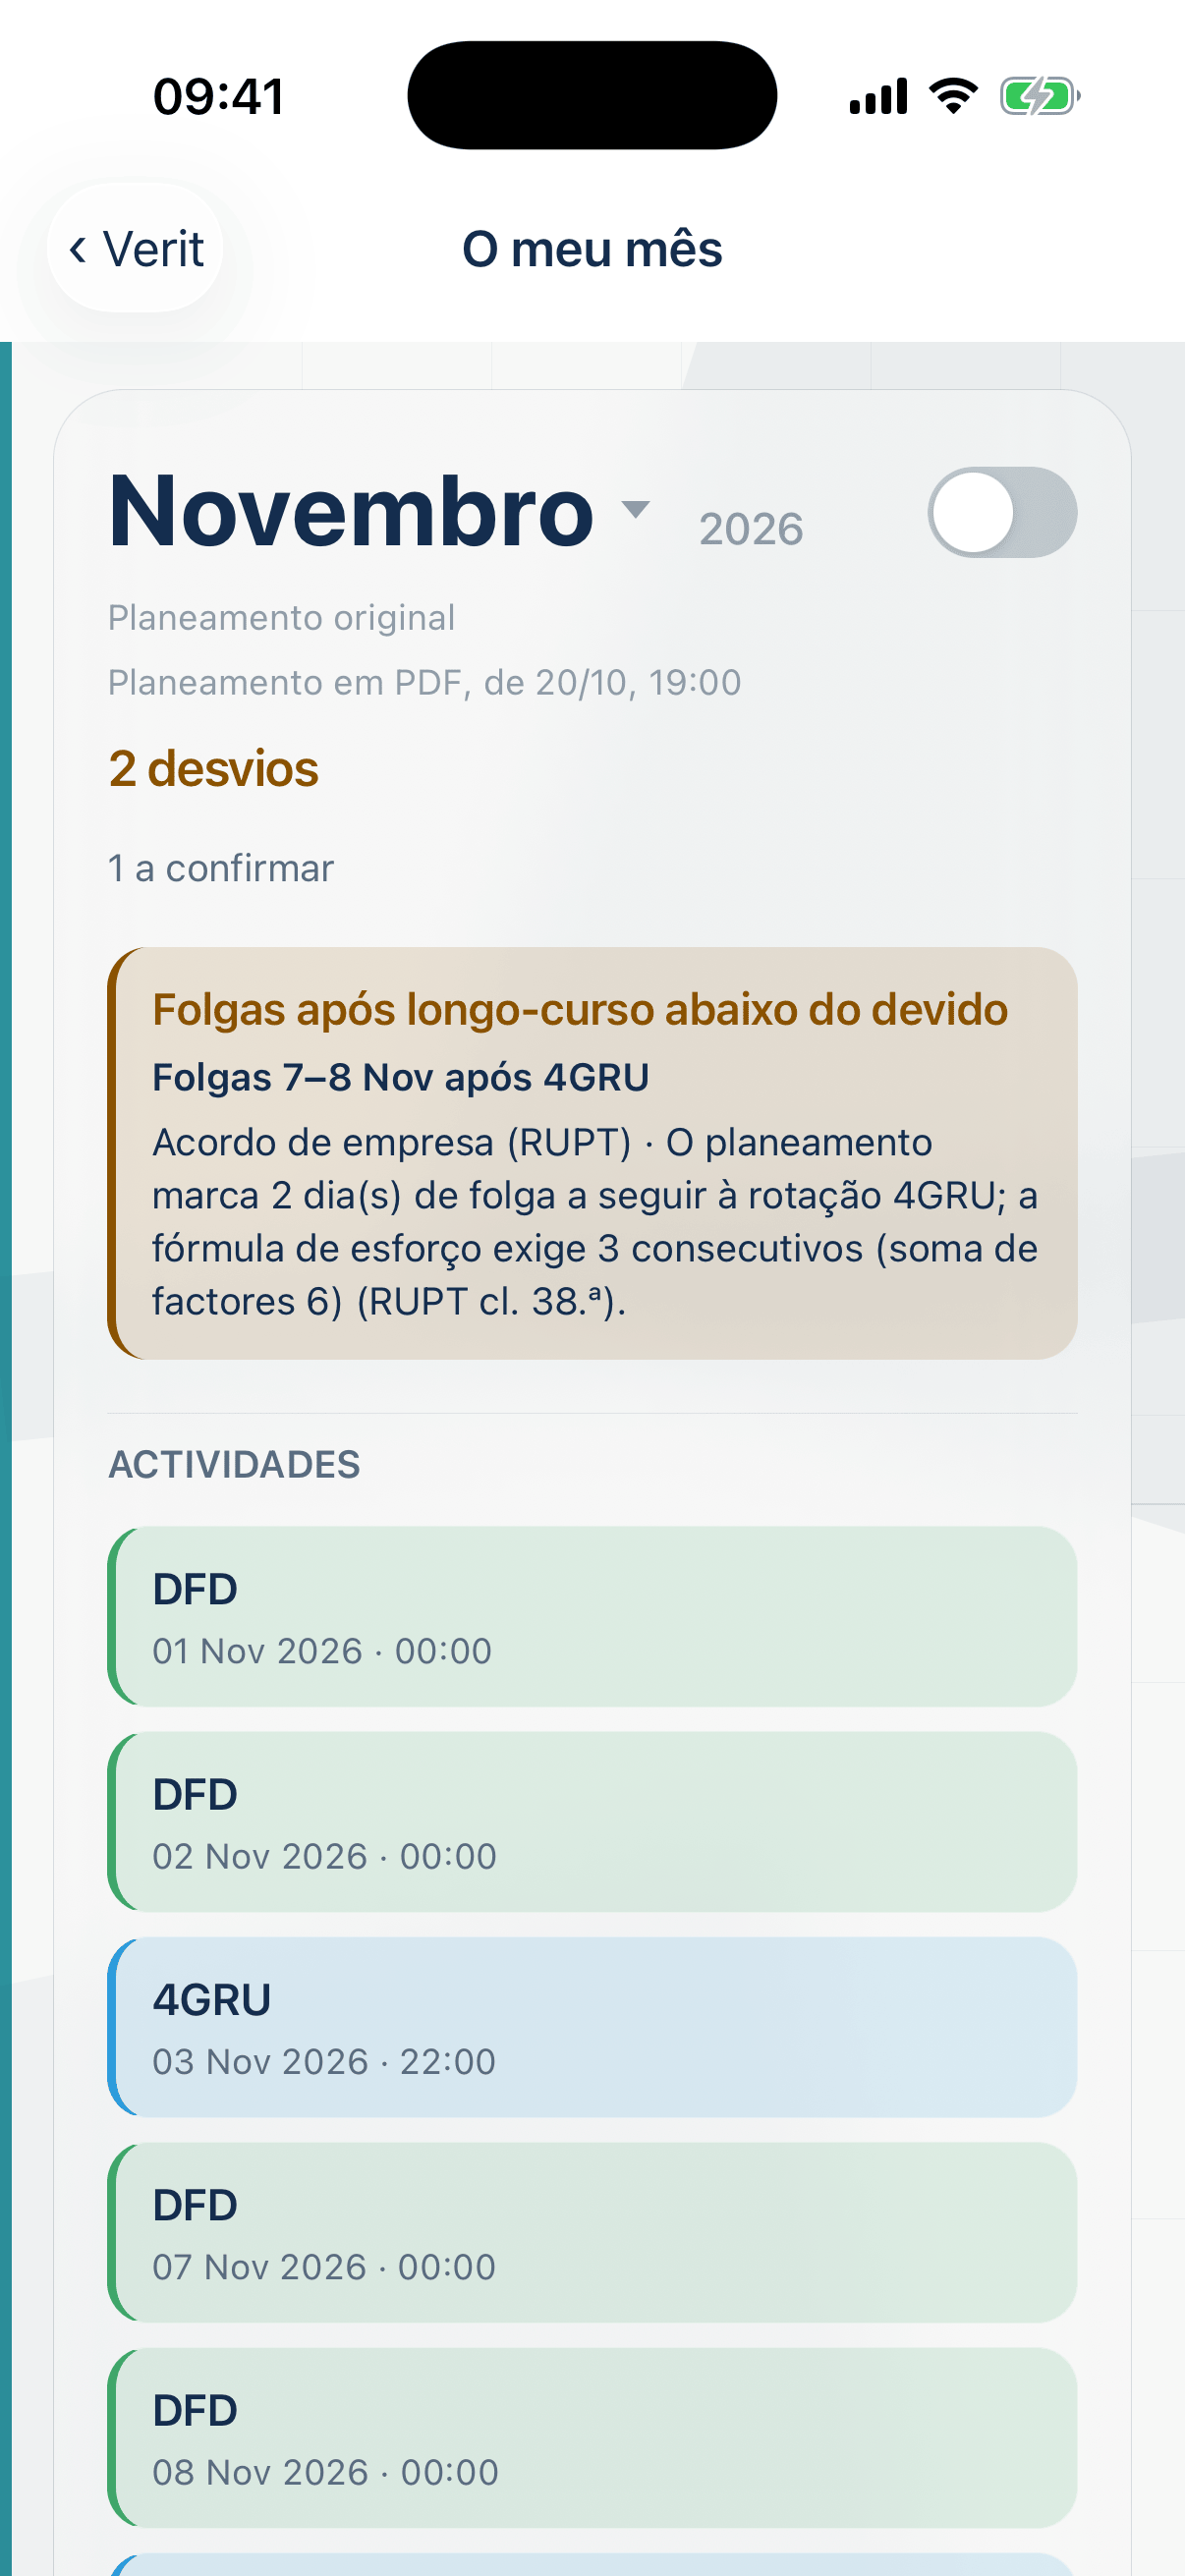 09:41
‹ Verit
O meu mês
Novembro 2026
Planeamento original
Planeamento em PDF, de 20/10, 19:00
2 desvios
1 a confirmar
Folgas após longo-curso abaixo do devido
Folgas 7–8 Nov após 4GRU
Acordo de empresa (RUPT) · O planeamento
marca 2 dia(s) de folga a seguir à rotação 4GRU; a
fórmula de esforço exige 3 consecutivos (soma de
factores 6) (RUPT cl. 38.ª).
ACTIVIDADES
DFD
01 Nov 2026 · 00:00
DFD
02 Nov 2026 · 00:00
4GRU
03 Nov 2026 · 22:00
DFD
07 Nov 2026 · 00:00
DFD
08 Nov 2026 · 00:00